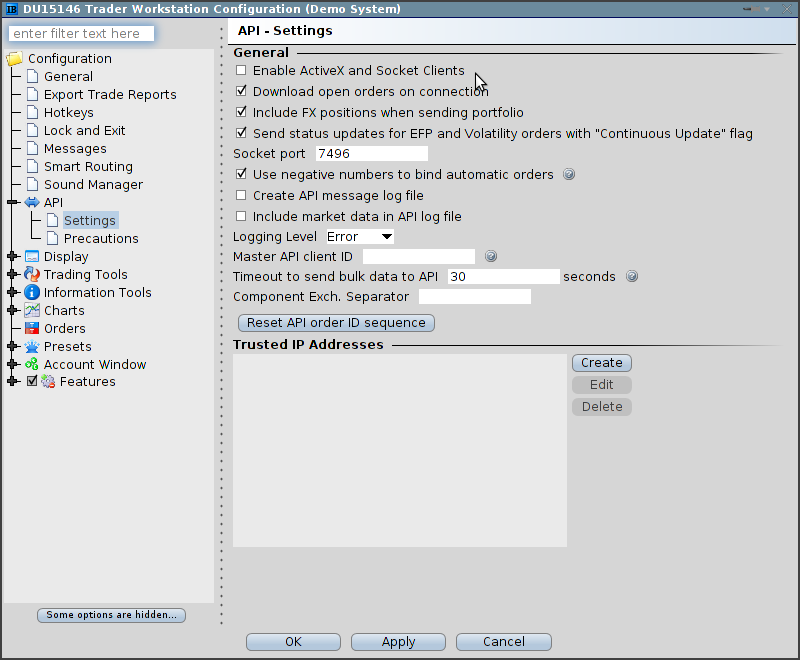 DU15146 Trader Workstation Configuration (Demo System)
enter filter text here
Configuration
General
Export Trade Reports
Hotkeys
Lock and Exit
Messages
Smart Routing
Sound Manager
API
Settings
Precautions
Display
Trading Tools
Information Tools
Charts
Orders
Presets
Account Window
Features
Some options are hidden...
API - Settings
General
Enable ActiveX and Socket Clients
Download open orders on connection
Include FX positions when sending portfolio
Send status updates for EFP and Volatility orders with "Continuous Update" flag
Socket port 7496
Use negative numbers to bind automatic orders
Create API message log file
Include market data in API log file
Logging Level Error
Master API client ID
Timeout to send bulk data to API 30 seconds
Component Exch. Separator
Reset API order ID sequence
Trusted IP Addresses
Create
Edit
Delete
OK Apply Cancel